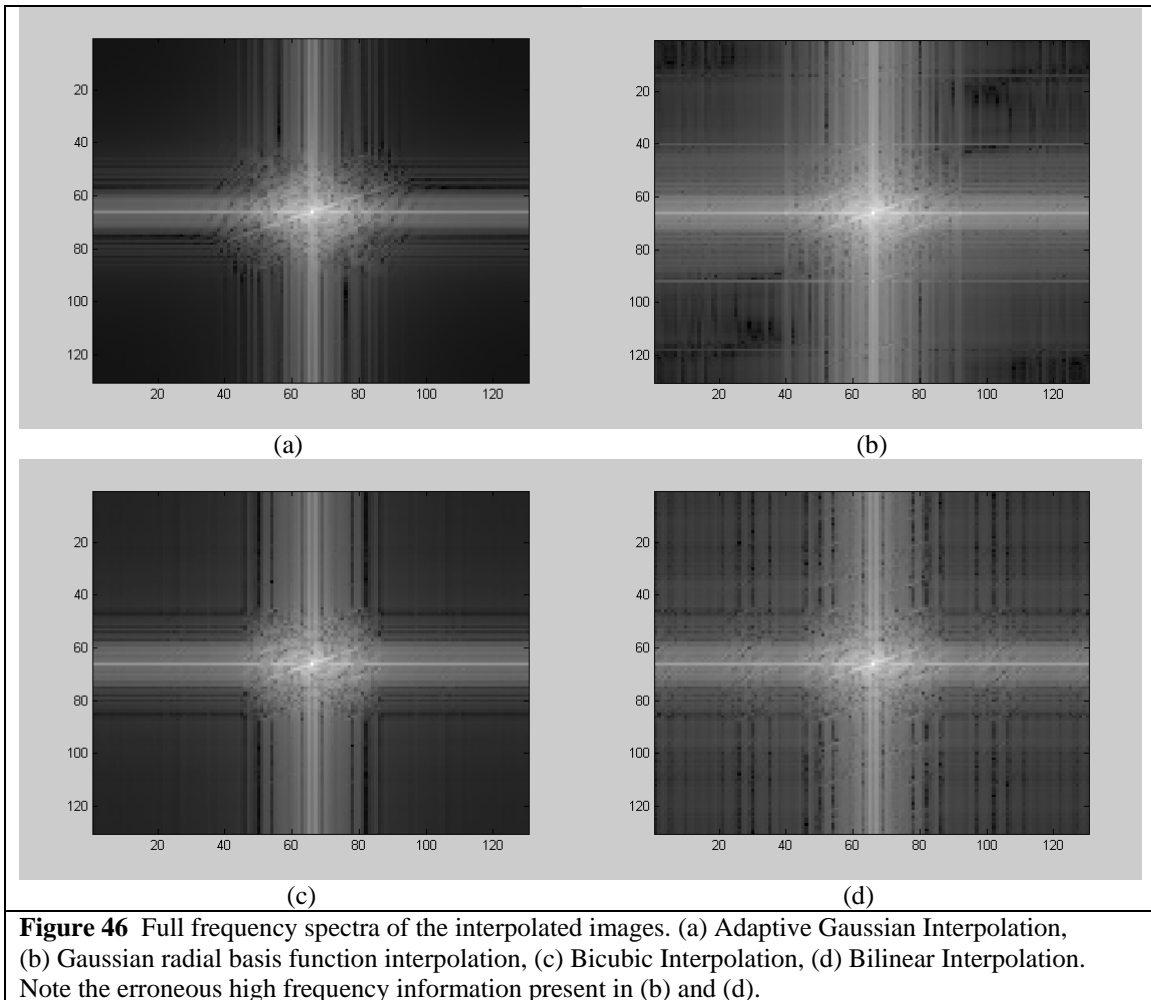 20
40
60
80
100
120
20 40 60 80 100 120
20
40
60
80
100
120
20 40 60 80 100 120
(a) (b)
20
40
60
80
100
120
20 40 60 80 100 120
20
40
60
80
100
120
20 40 60 80 100 120
(c) (d)
Figure 46 Full frequency spectra of the interpolated images. (a) Adaptive Gaussian Interpolation,
(b) Gaussian radial basis function interpolation, (c) Bicubic Interpolation, (d) Bilinear Interpolation.
Note the erroneous high frequency information present in (b) and (d).